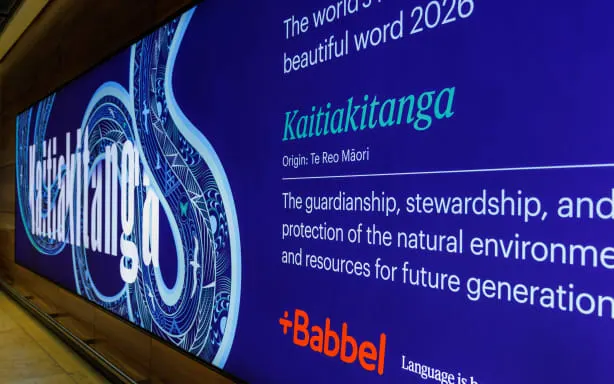 Kaitiakitanga
The world's
beautiful word 2026
Kaitiakitanga
Origin: Te Reo Māori
The guardianship, stewardship, and
protection of the natural environme
and resources for future generation
+Babbel
Language is